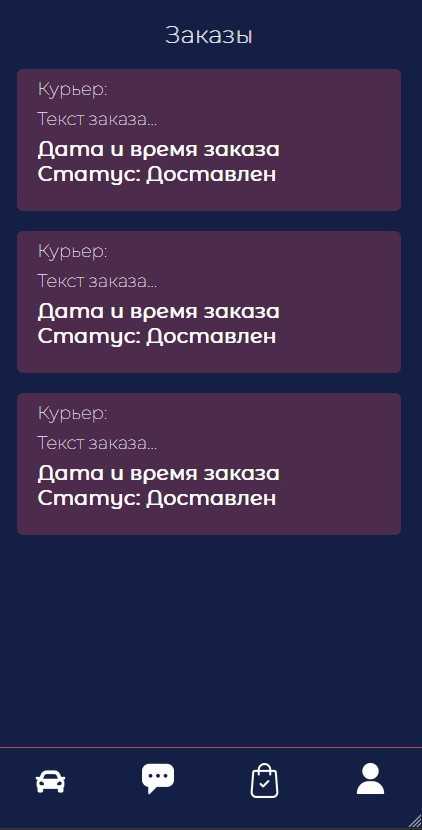 Заказы
Курьер:
Текст заказа...
Дата и время заказа
Статус: Доставлен
Курьер:
Текст заказа...
Дата и время заказа
Статус: Доставлен
Курьер:
Текст заказа...
Дата и время заказа
Статус: Доставлен